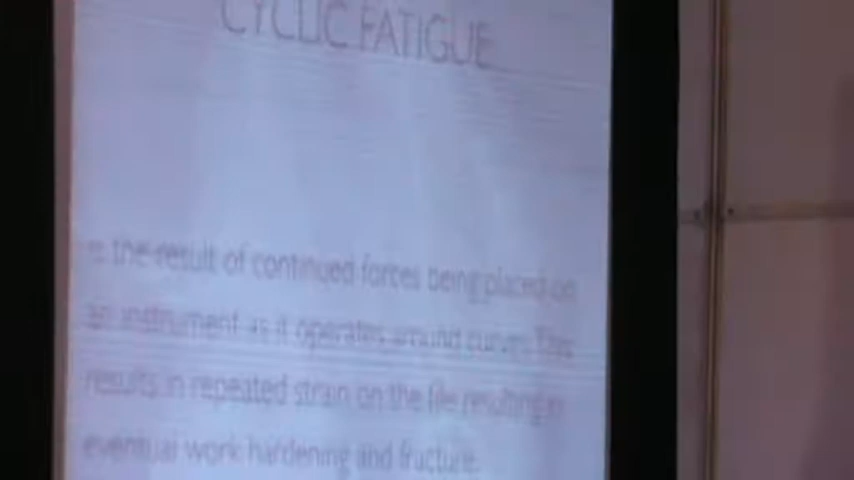 CYCLIC FATIGUE
is the result of continued forces being placed on
an instrument as it operates around curves. This
results in repeated strain on the file resulting in
eventual work hardening and fracture.